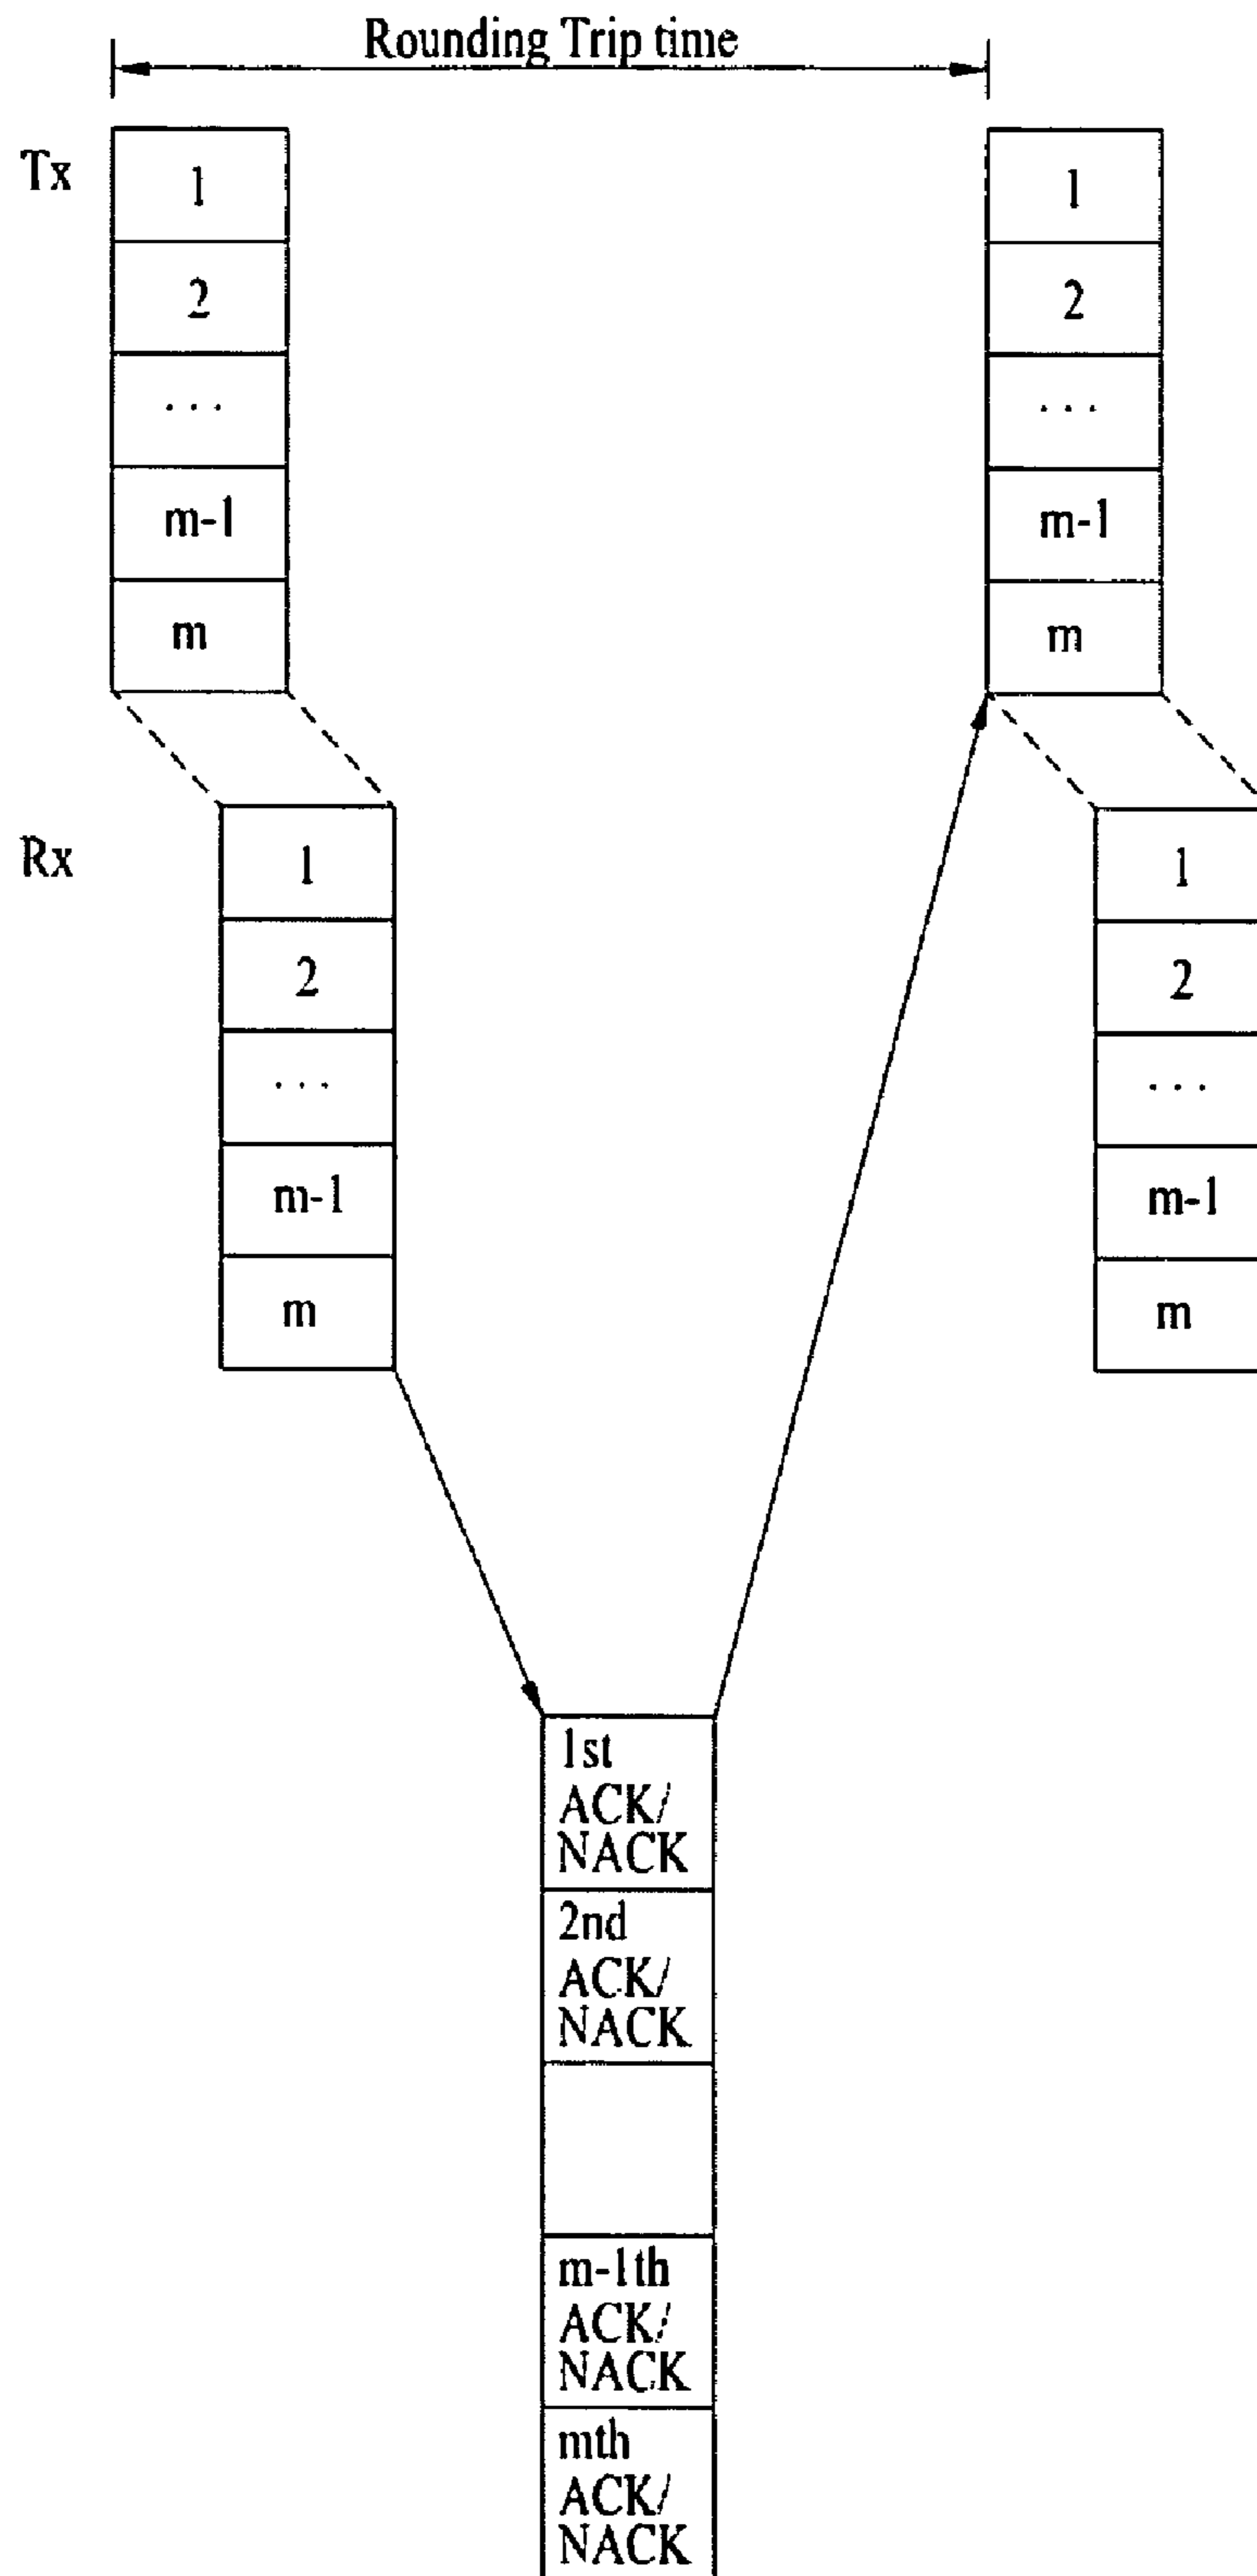 Rounding Trip time
Tx
1
2
...
m-1
m
1
2
...
m-1
m
Rx
1
2
...
m-1
m
1
2
...
m-1
m
1st
ACK/
NACK
2nd
ACK/
NACK
m-1th
ACK/
NACK
mth
ACK/
NACK